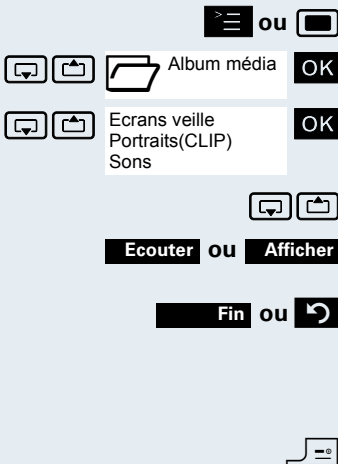 ou
Album média OK
Ecrans veille OK
Portraits(CLIP)
Sons
Ecouter ou Afficher
Fin ou